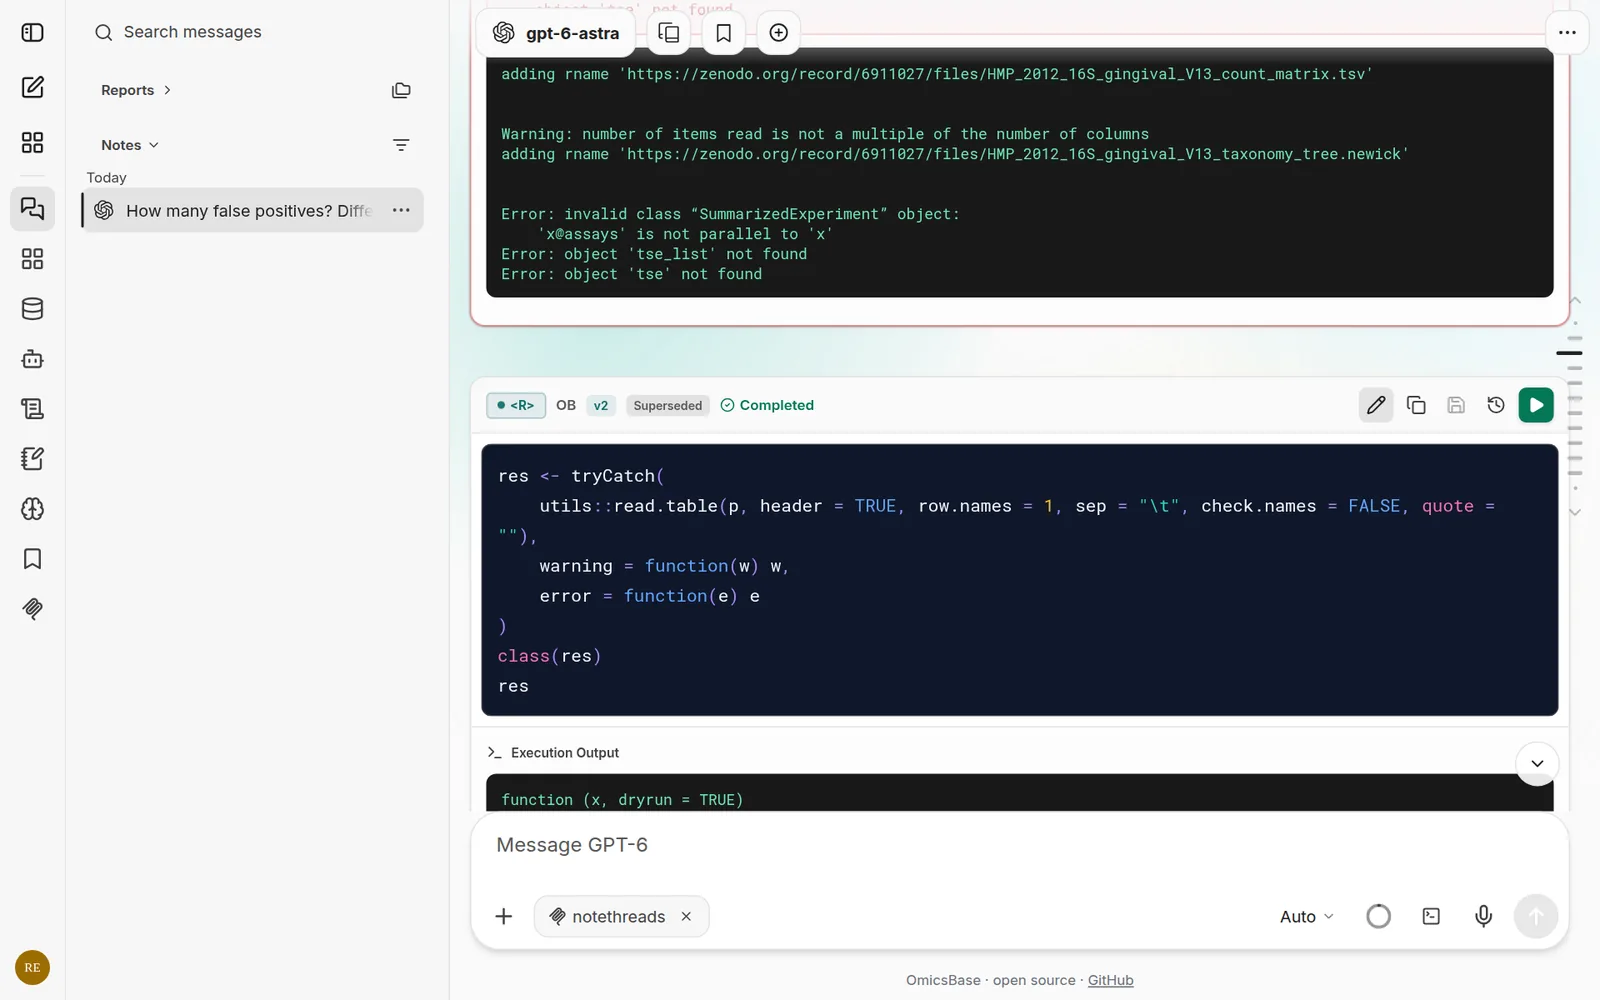 Search messages
Reports
Notes
Today
How many false positives? Diffe
RE
object 'tse' not found
gpt-6-astra
adding rname 'https://zenodo.org/record/6911027/files/HMP_2012_16S_gingival_V13_count_matrix.tsv'
Warning: number of items read is not a multiple of the number of columns
adding rname 'https://zenodo.org/record/6911027/files/HMP_2012_16S_gingival_V13_taxonomy_tree.newick'
Error: invalid class “SummarizedExperiment” object:
'x@assays' is not parallel to 'x'
Error: object 'tse_list' not found
Error: object 'tse' not found
<R> OB v2 Superseded Completed
res <- tryCatch(
utils::read.table(p, header = TRUE, row.names = 1, sep = "\t", check.names = FALSE, quote =
""),
warning = function(w) w,
error = function(e) e
)
class(res)
res
Execution Output
function (x, dryrun = TRUE)
Message GPT-6
notethreads
Auto
OmicsBase · open source · GitHub